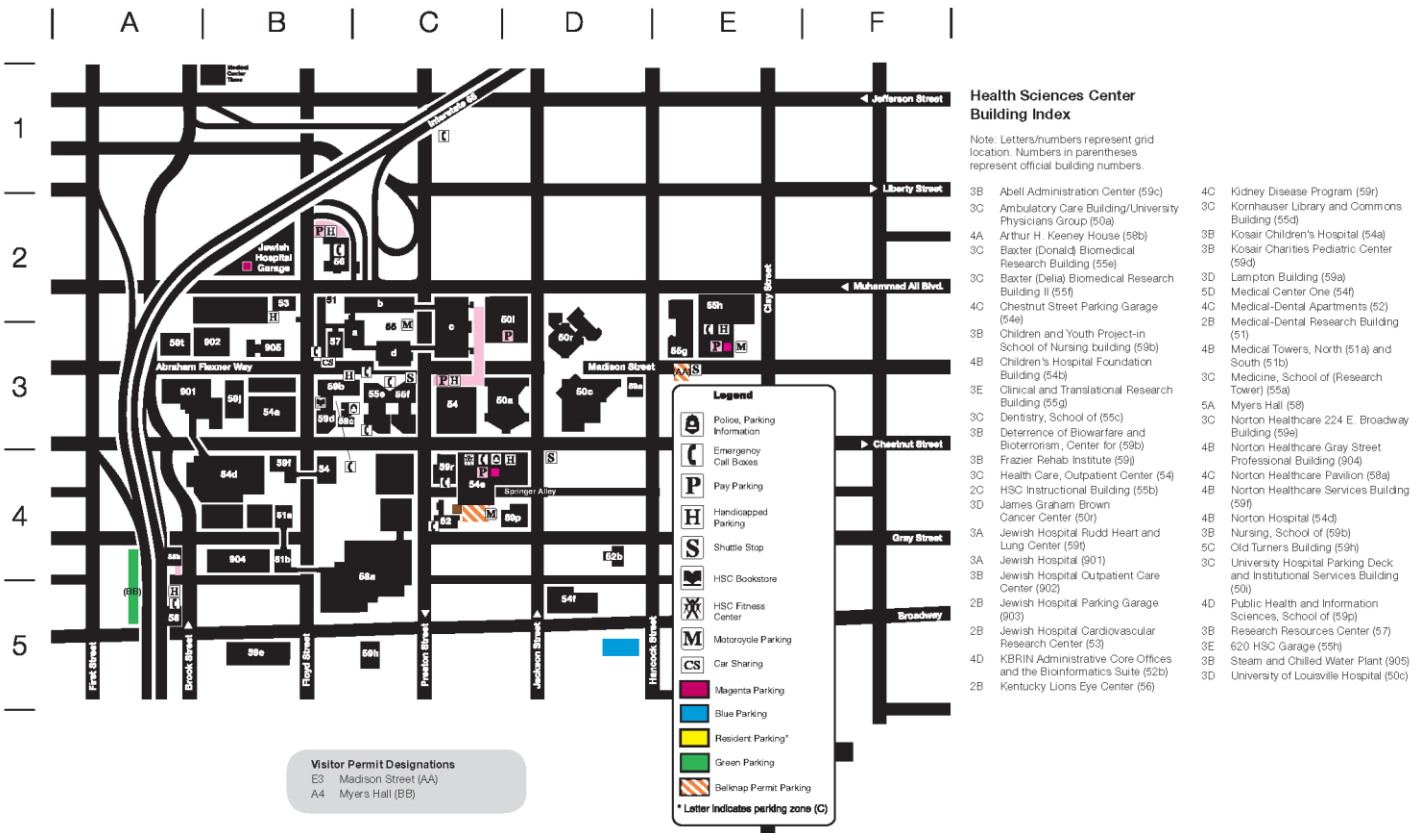 A B C D E F
Medical
Center
Three
Jefferson Street
Interstate 65
1
Liberty Street
P H
56
Jewish
Hospital
Garage
2
Muhammad Ali Blvd.
53 51 b 55h
H 55 M c 50i 50r
59t 902 905 57 a d P 55g P M
CS
Clay Street
Abraham Flexner Way
Madison Street
(AA) S
3
901 59j 54a 59b 55e 55f S P H
54 50a 50c
59d 59c
Chestnut Street
54d 59f 54 59r H S
P
54e
Springer Alley
4
51a 52 M 59p
Gray Street
904 51b 58a 52b
(BB) H
58 54f
Broadway
5
59e 59h
First Street
Brook Street
Floyd Street
Preston Street
Jackson Street
Hancock Street
Legend
Police, Parking
Information
Emergency
Call Boxes
P Pay Parking
H Handicapped
Parking
S Shuttle Stop
HSC Bookstore
HSC Fitness
Center
M Motorcycle Parking
CS Car Sharing
Magenta Parking
Blue Parking
Resident Parking*
Green Parking
Belknap Permit Parking
* Letter indicates parking zone (C)
Visitor Permit Designations
E3 Madison Street (AA)
A4 Myers Hall (BB)
Health Sciences Center
Building Index
Note: Letters/numbers represent grid
location. Numbers in parentheses
represent official building numbers.
3B Abell Administration Center (59c)
3C Ambulatory Care Building/University
Physicians Group (50a)
4A Arthur H. Keeney House (58b)
3C Baxter (Donald) Biomedical
Research Building (55e)
3C Baxter (Delia) Biomedical Research
Building II (55f)
4C Chestnut Street Parking Garage
(54e)
3B Children and Youth Project-in
School of Nursing building (59b)
4B Children's Hospital Foundation
Building (54b)
3E Clinical and Translational Research
Building (55g)
3C Dentistry, School of (55c)
3B Deterrence of Biowarfare and
Bioterrorism, Center for (59b)
3B Frazier Rehab Institute (59j)
3C Health Care, Outpatient Center (54)
2C HSC Instructional Building (55b)
3D James Graham Brown
Cancer Center (50r)
3A Jewish Hospital Rudd Heart and
Lung Center (59t)
3A Jewish Hospital (901)
3B Jewish Hospital Outpatient Care
Center (902)
2B Jewish Hospital Parking Garage
(903)
2B Jewish Hospital Cardiovascular
Research Center (53)
4D KBRIN Administrative Core Offices
and the Bioinformatics Suite (52b)
2B Kentucky Lions Eye Center (56)
4C Kidney Disease Program (59r)
3C Kornhauser Library and Commons
Building (55d)
3B Kosair Children's Hospital (54a)
3B Kosair Charities Pediatric Center
(59d)
3D Lampton Building (59a)
5D Medical Center One (54f)
4C Medical-Dental Apartments (52)
2B Medical-Dental Research Building
(51)
4B Medical Towers, North (51a) and
South (51b)
3C Medicine, School of (Research
Tower) (55a)
5A Myers Hall (58)
3C Norton Healthcare 224 E. Broadway
Building (59e)
4B Norton Healthcare Gray Street
Professional Building (904)
4C Norton Healthcare Pavilion (58a)
4B Norton Healthcare Services Building
(59f)
4B Norton Hospital (54d)
3B Nursing, School of (59b)
5C Old Turners Building (59h)
3C University Hospital Parking Deck
and Institutional Services Building
(50i)
4D Public Health and Information
Sciences, School of (59p)
3B Research Resources Center (57)
3E 620 HSC Garage (55h)
3B Steam and Chilled Water Plant (905)
3D University of Louisville Hospital (50c)